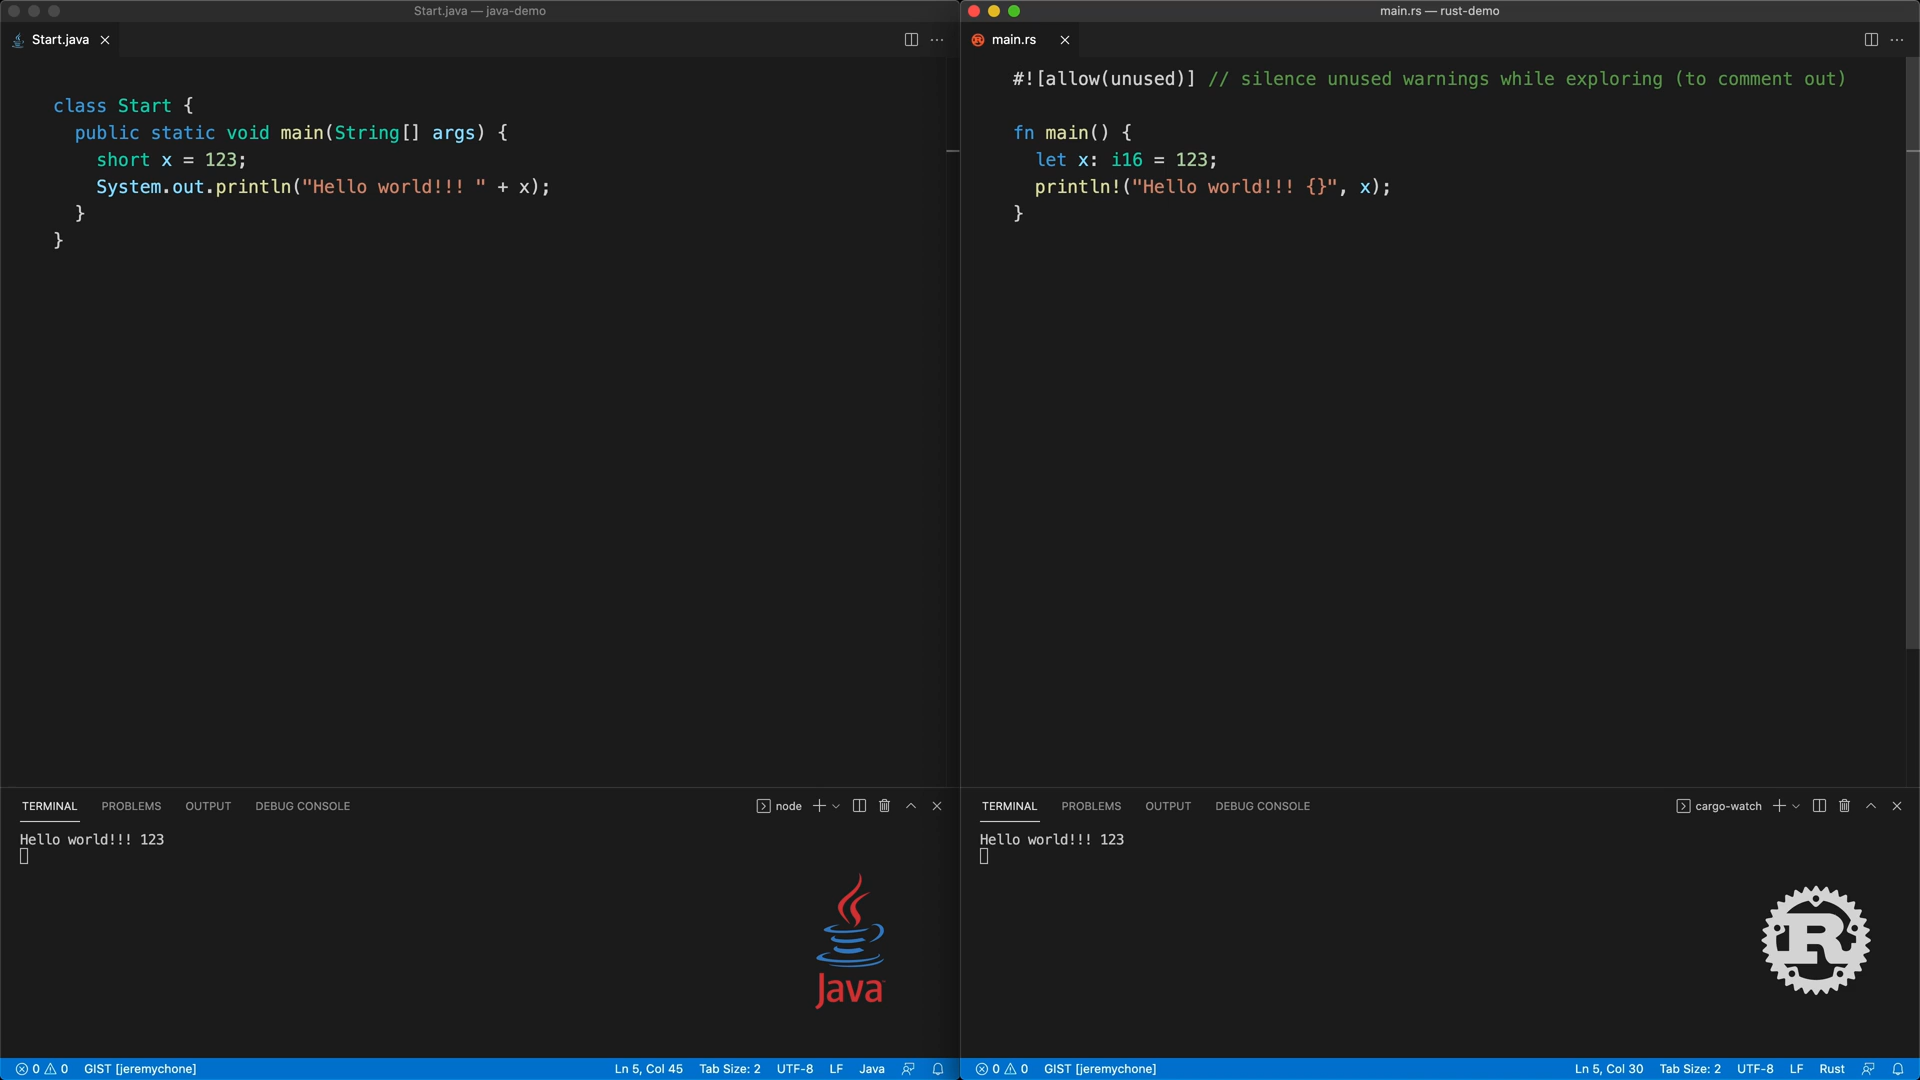 Start.java — java-demo
Start.java
class Start {
  public static void main(String[] args) {
    short x = 123;
    System.out.println("Hello world!!! " + x);
  }
}
TERMINAL PROBLEMS OUTPUT DEBUG CONSOLE node
Hello world!!! 123
Java
0 0 GIST [jeremychone] Ln 5, Col 45 Tab Size: 2 UTF-8 LF Java
main.rs — rust-demo
main.rs
#![allow(unused)] // silence unused warnings while exploring (to comment out)
fn main() {
  let x: i16 = 123;
  println!("Hello world!!! {}", x);
}
TERMINAL PROBLEMS OUTPUT DEBUG CONSOLE cargo-watch
Hello world!!! 123
R
0 0 GIST [jeremychone] Ln 5, Col 30 Tab Size: 2 UTF-8 LF Rust